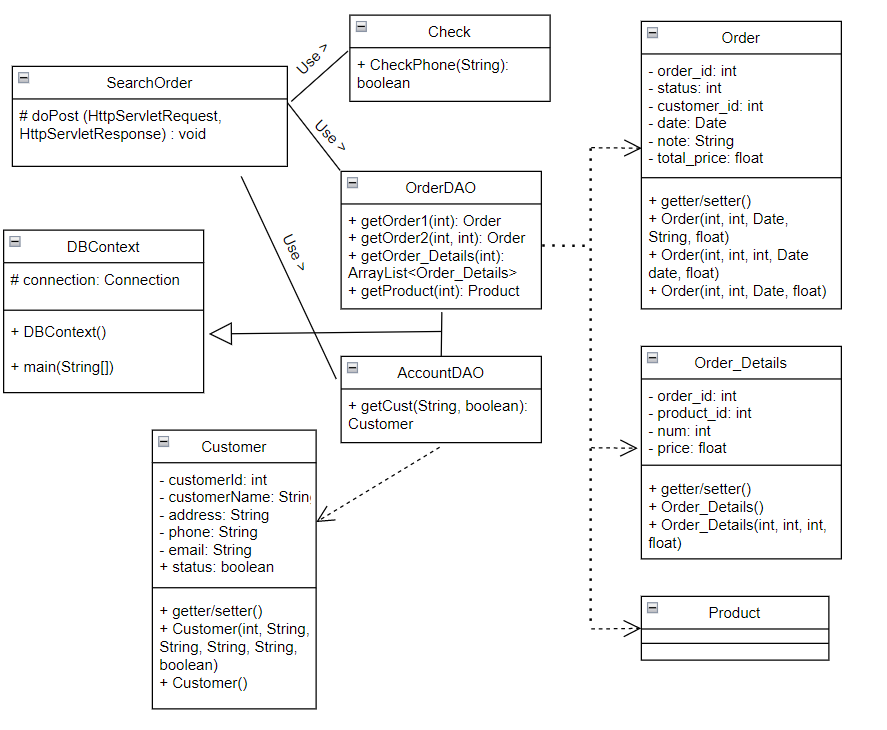 Check
+ CheckPhone(String):
boolean
Use >
SearchOrder
# doPost (HttpServletRequest,
HttpServletResponse) : void
Use >
OrderDAO
+ getOrder1(int): Order
+ getOrder2(int, int): Order
+ getOrder_Details(int):
ArrayList<Order_Details>
+ getProduct(int): Product
Use >
DBContext
# connection: Connection
+ DBContext()
+ main(String[])
AccountDAO
+ getCust(String, boolean):
Customer
Customer
- customerId: int
- customerName: String
- address: String
- phone: String
- email: String
+ status: boolean
+ getter/setter()
+ Customer(int, String,
String, String, String,
boolean)
+ Customer()
Order
- order_id: int
- status: int
- customer_id: int
- date: Date
- note: String
- total_price: float
+ getter/setter()
+ Order(int, int, Date,
String, float)
+ Order(int, int, int, Date
date, float)
+ Order(int, int, Date, float)
Order_Details
- order_id: int
- product_id: int
- num: int
- price: float
+ getter/setter()
+ Order_Details()
+ Order_Details(int, int, int,
float)
Product